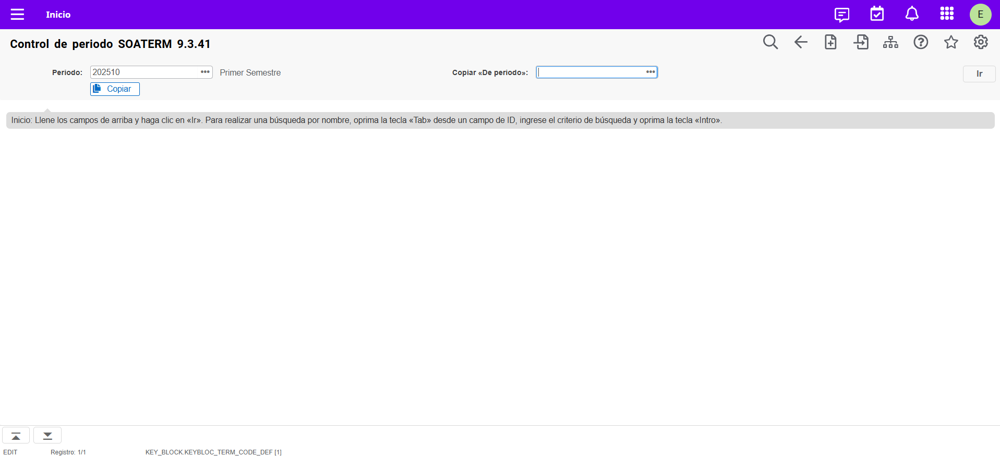 Inicio
E
Control de periodo SOATERM 9.3.41
Periodo: 202510 ••• Primer Semestre Copiar «De periodo»: ••• Ir
Copiar
Inicio: Llene los campos de arriba y haga clic en «Ir». Para realizar una búsqueda por nombre, oprima la tecla «Tab» desde un campo de ID, ingrese el criterio de búsqueda y oprima la tecla «Intro».
EDIT Registro: 1/1 KEY_BLOCK.KEYBLOC_TERM_CODE_DEF [1]